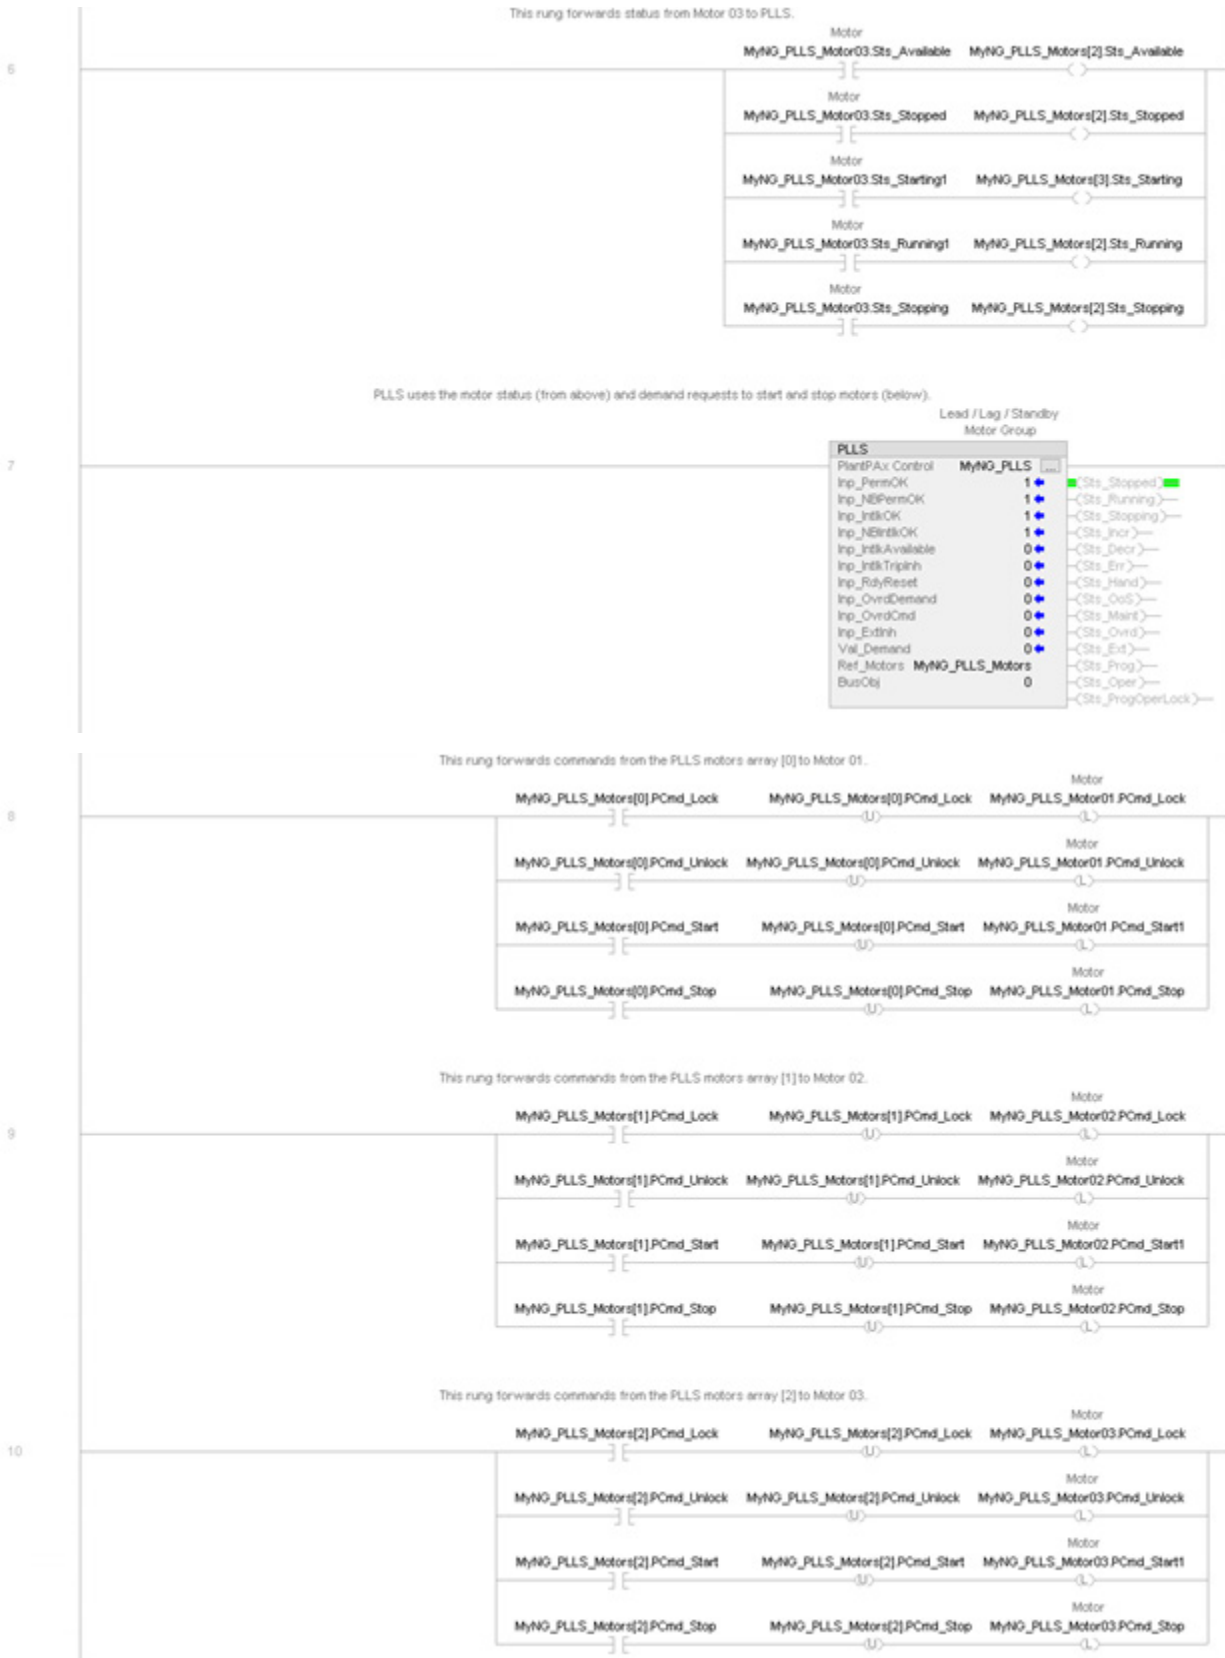 This rung forwards status from Motor 03 to PLLS.
6
Motor
MyNG_PLLS_Motor03.Sts_Available MyNG_PLLS_Motors[2].Sts_Available
Motor
MyNG_PLLS_Motor03.Sts_Stopped MyNG_PLLS_Motors[2].Sts_Stopped
Motor
MyNG_PLLS_Motor03.Sts_Starting1 MyNG_PLLS_Motors[3].Sts_Starting
Motor
MyNG_PLLS_Motor03.Sts_Running1 MyNG_PLLS_Motors[2].Sts_Running
Motor
MyNG_PLLS_Motor03.Sts_Stopping MyNG_PLLS_Motors[2].Sts_Stopping
PLLS uses the motor status (from above) and demand requests to start and stop motors (below).
7
Lead / Lag / Standby
Motor Group
PLLS
PlantPAx Control MyNG_PLLS ...
Inp_PermOK 1 (Sts_Stopped)
Inp_NBPermOK 1 (Sts_Running)
Inp_IntlkOK 1 (Sts_Stopping)
Inp_NBIntlkOK 1 (Sts_Incr)
Inp_IntlkAvailable 0 (Sts_Decr)
Inp_IntlkTripInh 0 (Sts_Err)
Inp_RdyReset 0 (Sts_Hand)
Inp_OvrdDemand 0 (Sts_OoS)
Inp_OvrdCmd 0 (Sts_Maint)
Inp_ExtInh 0 (Sts_Ovrd)
Val_Demand 0 (Sts_Ext)
Ref_Motors MyNG_PLLS_Motors (Sts_Prog)
BusObj 0 (Sts_Oper)
(Sts_ProgOperLock)
This rung forwards commands from the PLLS motors array [0] to Motor 01.
8
Motor
MyNG_PLLS_Motors[0].PCmd_Lock MyNG_PLLS_Motors[0].PCmd_Lock MyNG_PLLS_Motor01.PCmd_Lock
U L
Motor
MyNG_PLLS_Motors[0].PCmd_Unlock MyNG_PLLS_Motors[0].PCmd_Unlock MyNG_PLLS_Motor01.PCmd_Unlock
U L
Motor
MyNG_PLLS_Motors[0].PCmd_Start MyNG_PLLS_Motors[0].PCmd_Start MyNG_PLLS_Motor01.PCmd_Start1
U L
Motor
MyNG_PLLS_Motors[0].PCmd_Stop MyNG_PLLS_Motors[0].PCmd_Stop MyNG_PLLS_Motor01.PCmd_Stop
U L
This rung forwards commands from the PLLS motors array [1] to Motor 02.
9
Motor
MyNG_PLLS_Motors[1].PCmd_Lock MyNG_PLLS_Motors[1].PCmd_Lock MyNG_PLLS_Motor02.PCmd_Lock
U L
Motor
MyNG_PLLS_Motors[1].PCmd_Unlock MyNG_PLLS_Motors[1].PCmd_Unlock MyNG_PLLS_Motor02.PCmd_Unlock
U L
Motor
MyNG_PLLS_Motors[1].PCmd_Start MyNG_PLLS_Motors[1].PCmd_Start MyNG_PLLS_Motor02.PCmd_Start1
U L
Motor
MyNG_PLLS_Motors[1].PCmd_Stop MyNG_PLLS_Motors[1].PCmd_Stop MyNG_PLLS_Motor02.PCmd_Stop
U L
This rung forwards commands from the PLLS motors array [2] to Motor 03.
10
Motor
MyNG_PLLS_Motors[2].PCmd_Lock MyNG_PLLS_Motors[2].PCmd_Lock MyNG_PLLS_Motor03.PCmd_Lock
U L
Motor
MyNG_PLLS_Motors[2].PCmd_Unlock MyNG_PLLS_Motors[2].PCmd_Unlock MyNG_PLLS_Motor03.PCmd_Unlock
U L
Motor
MyNG_PLLS_Motors[2].PCmd_Start MyNG_PLLS_Motors[2].PCmd_Start MyNG_PLLS_Motor03.PCmd_Start1
U L
Motor
MyNG_PLLS_Motors[2].PCmd_Stop MyNG_PLLS_Motors[2].PCmd_Stop MyNG_PLLS_Motor03.PCmd_Stop
U L